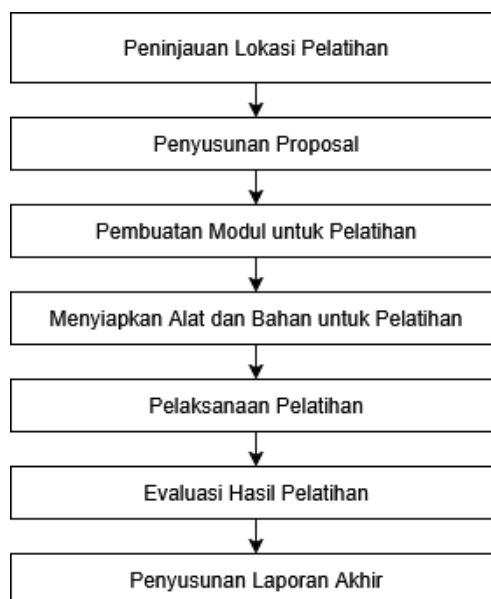 Peninjauan Lokasi Pelatihan
Penyusunan Proposal
Pembuatan Modul untuk Pelatihan
Menyiapkan Alat dan Bahan untuk Pelatihan
Pelaksanaan Pelatihan
Evaluasi Hasil Pelatihan
Penyusunan Laporan Akhir